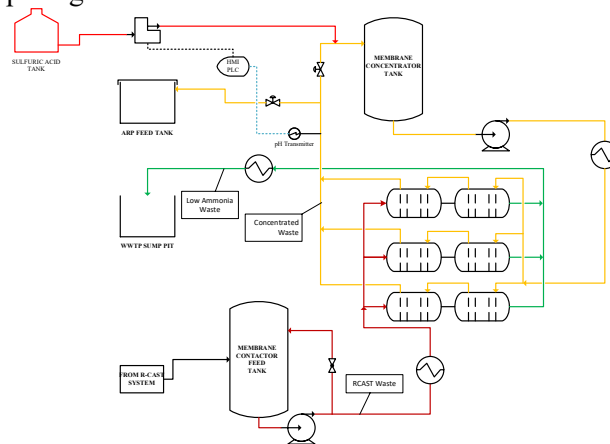 SULFURIC ACID
TANK
HMI
PLC
MEMBRANE
CONCENTRATOR
TANK
ARP FEED TANK
pH Transmitter
Low Ammonia
Waste
Concentrated
Waste
WWTP SUMP PIT
MEMBRANE
CONTACTOR
FEED
TANK
FROM R-CAST
SYSTEM
RCAST Waste